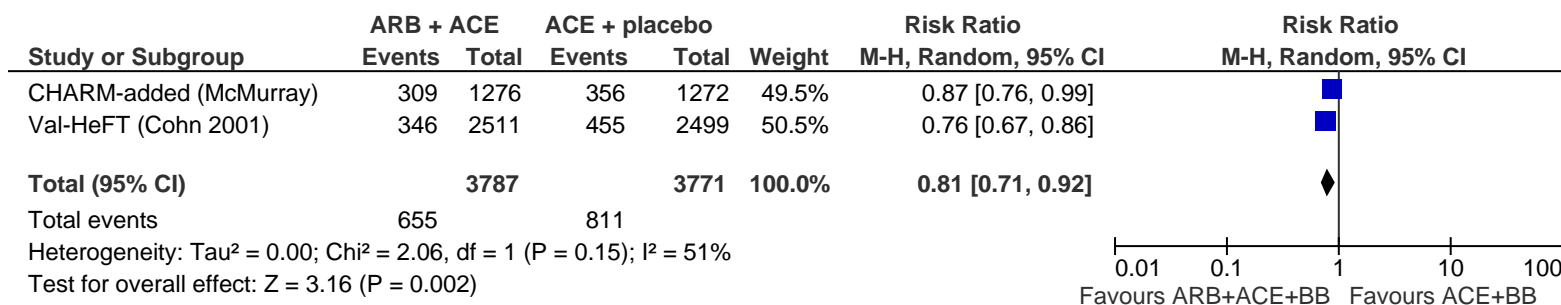 ARB + ACE ACE + placebo Risk Ratio Risk Ratio
Study or Subgroup Events Total Events Total Weight M-H, Random, 95% CI M-H, Random, 95% CI
CHARM-added (McMurray) 309 1276 356 1272 49.5% 0.87 [0.76, 0.99]
Val-HeFT (Cohn 2001) 346 2511 455 2499 50.5% 0.76 [0.67, 0.86]
Total (95% CI) 3787 3771 100.0% 0.81 [0.71, 0.92]
Total events 655 811
Heterogeneity: Tau² = 0.00; Chi² = 2.06, df = 1 (P = 0.15); I² = 51%
Test for overall effect: Z = 3.16 (P = 0.002)
0.01 0.1 1 10 100
Favours ARB+ACE+BB Favours ACE+BB